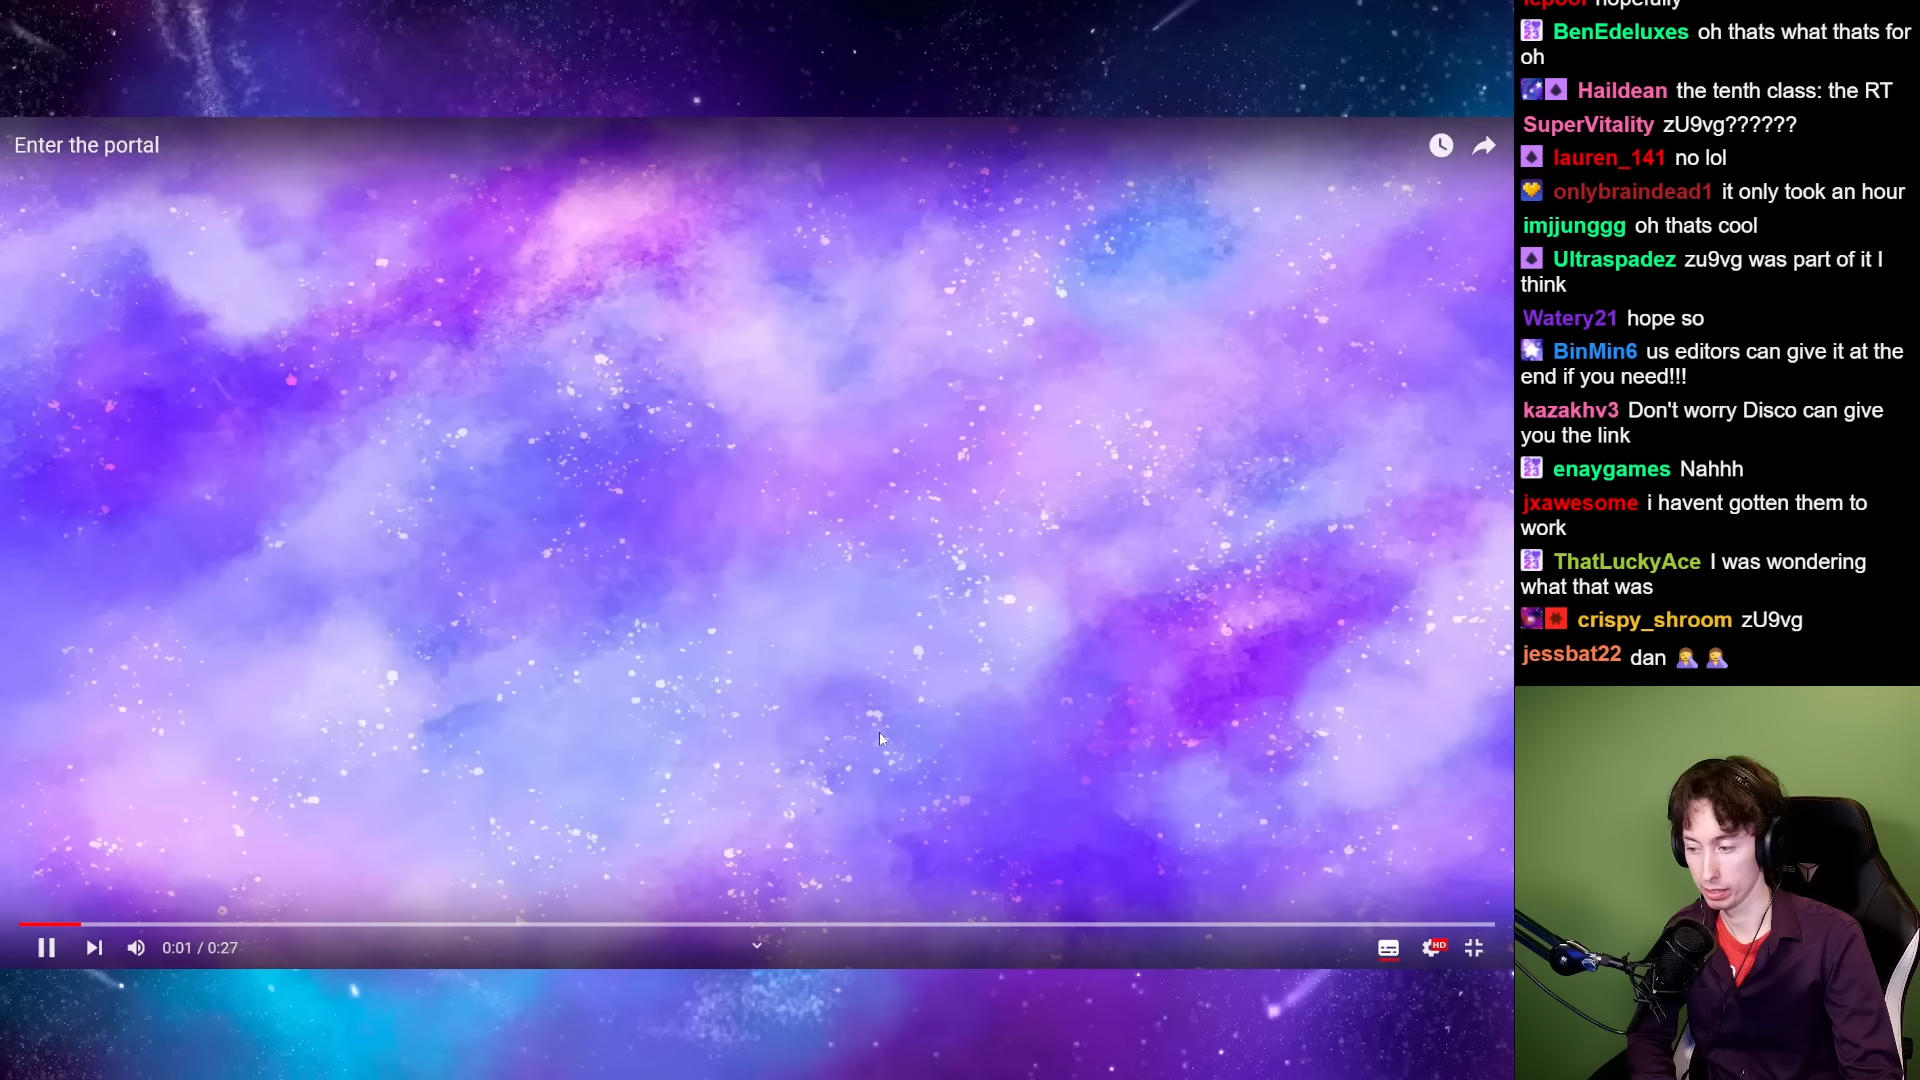 Enter the portal
0:01 / 0:27
HD
hopefully
BenEdeluxes oh thats what thats for
oh
Haildean the tenth class: the RT
SuperVitality zU9vg??????
lauren_141 no lol
onlybraindead1 it only took an hour
imjjunggg oh thats cool
Ultraspadez zu9vg was part of it I
think
Watery21 hope so
BinMin6 us editors can give it at the
end if you need!!!
kazakhv3 Don't worry Disco can give
you the link
enaygames Nahhh
jxawesome i havent gotten them to
work
ThatLuckyAce I was wondering
what that was
crispy_shroom zU9vg
jessbat22 dan